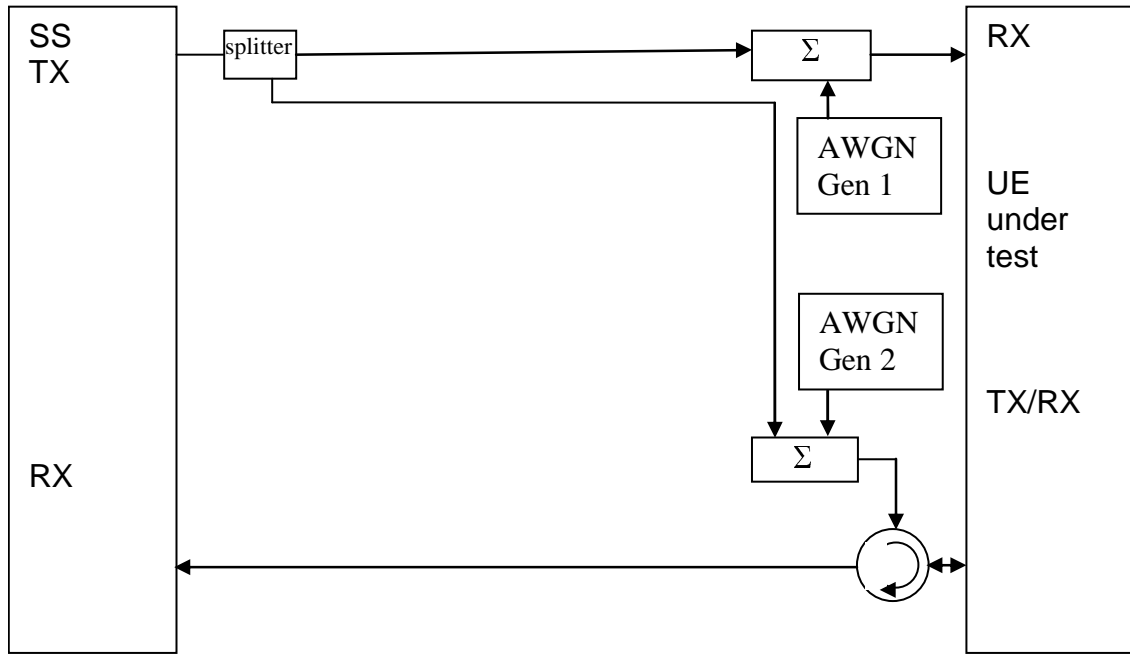 SS
TX
splitter
Σ
RX
AWGN
Gen 1
UE
under
test
AWGN
Gen 2
TX/RX
Σ
RX